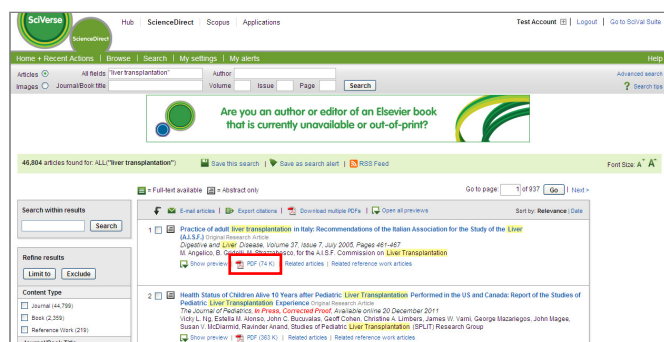 SciVerse
ScienceDirect
Hub | ScienceDirect | Scopus | Applications
Test Account | Logout | Go to SciVal Suite
Home + Recent Actions | Browse | Search | My settings | My alerts
Help
Articles All fields "liver transplantation" Author
Advanced search
Images Journal/Book title Volume Issue Page Search
? Search tips
Are you an author or editor of an Elsevier book
that is currently unavailable or out-of-print?
46,804 articles found for: ALL("liver transplantation") Save this search | Save as search alert | RSS Feed
Font Size: A- A+
= Full-text available = Abstract only
Go to page: 1 of 937 Go | Next >
Search within results
Search
E-mail articles | Export citations | Download multiple PDFs | Open all previews
Sort by: Relevance | Date
1 Practice of adult liver transplantation in Italy: Recommendations of the Italian Association for the Study of the Liver
(A.I.S.F.) Original Research Article
Digestive and Liver Disease, Volume 37, Issue 7, July 2005, Pages 461-467
M. Angelico, B. Gridelli, M. Strazzabosco, for the A.I.S.F. Commission on Liver Transplantation
Show preview | PDF (74 K) | Related articles | Related reference work articles
Refine results
Limit to Exclude
Content Type
Journal (44,799)
Book (2,359)
Reference Work (219)
2 Health Status of Children Alive 10 Years after Pediatric Liver Transplantation Performed in the US and Canada: Report of the Studies of
Pediatric Liver Transplantation Experience Original Research Article
The Journal of Pediatrics, In Press, Corrected Proof, Available online 20 December 2011
Vicky L. Ng, Estella M. Alonso, John C. Bucuvalas, Geoff Cohen, Christine A. Limbers, James W. Varni, George Mazariegos, John Magee,
Susan V. McDiarmid, Ravinder Anand, Studies of Pediatric Liver Transplantation (SPLIT) Research Group
Show preview | PDF (363 K) | Related articles | Related reference work articles